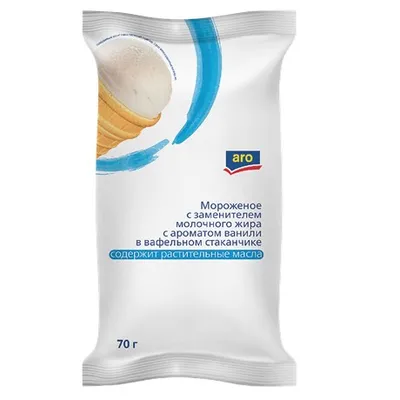 aro
Мороженое
с заменителем
молочного жира
с ароматом ванили
в вафельном стаканчике
содержит растительные масла
70 г